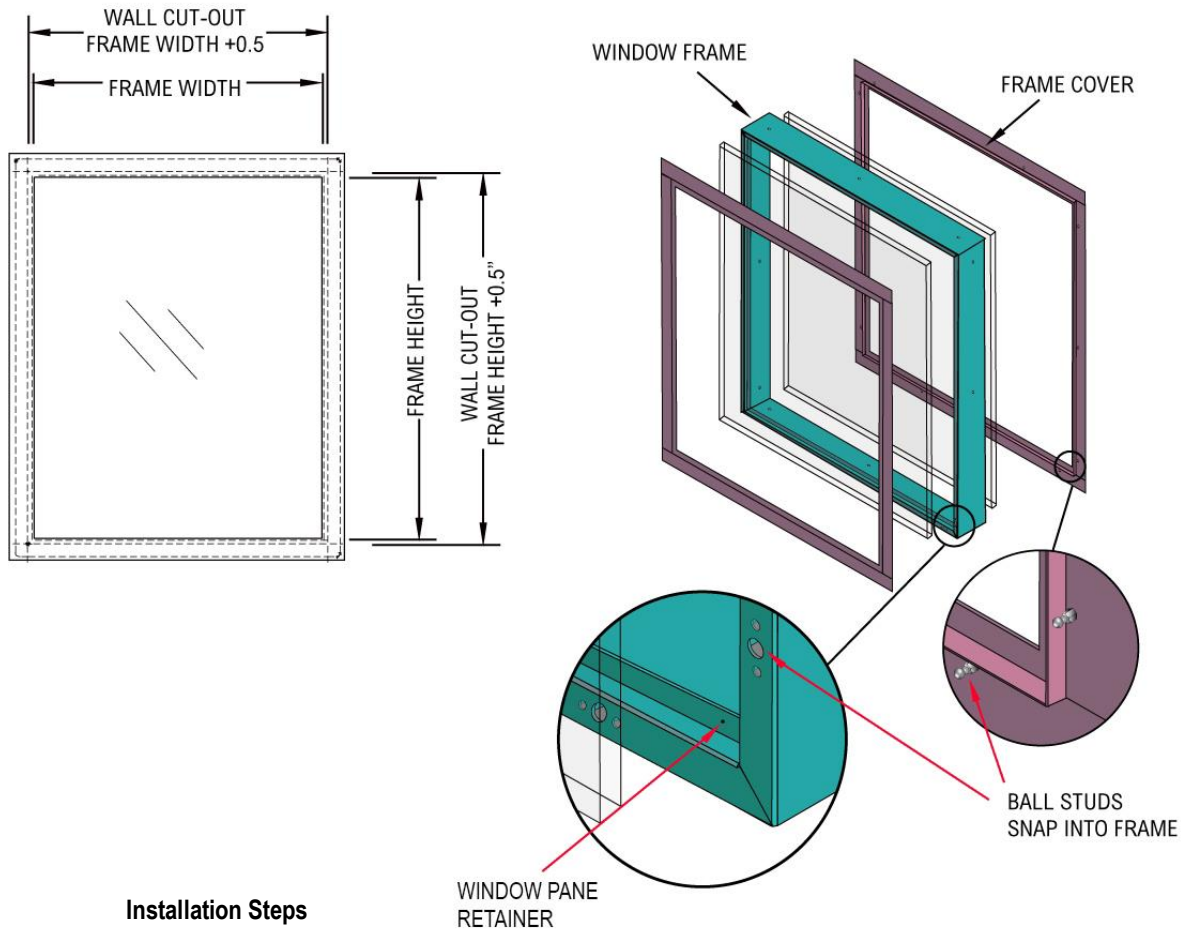 WALL CUT-OUT
FRAME WIDTH +0.5
FRAME WIDTH
FRAME HEIGHT
WALL CUT-OUT
FRAME HEIGHT +0.5”
WINDOW FRAME
FRAME COVER
BALL STUDS
SNAP INTO FRAME
WINDOW PANE
RETAINER
Installation Steps